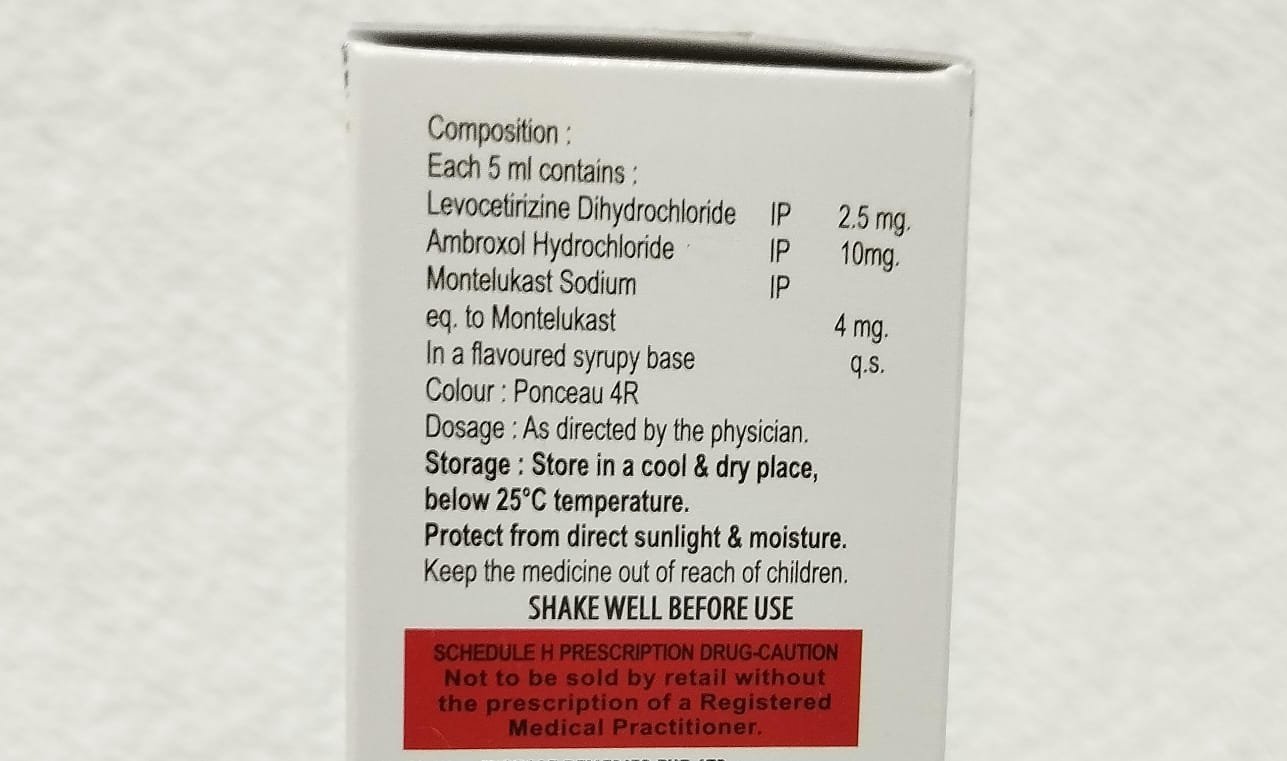 Composition :
Each 5 ml contains :
Levocetirizine Dihydrochloride IP 2.5 mg.
Ambroxol Hydrochloride IP 10mg.
Montelukast Sodium IP
eq. to Montelukast 4 mg.
In a flavoured syrupy base q.s.
Colour : Ponceau 4R
Dosage : As directed by the physician.
Storage : Store in a cool & dry place,
below 25°C temperature.
Protect from direct sunlight & moisture.
Keep the medicine out of reach of children.
SHAKE WELL BEFORE USE
SCHEDULE H PRESCRIPTION DRUG-CAUTION
Not to be sold by retail without
the prescription of a Registered
Medical Practitioner.